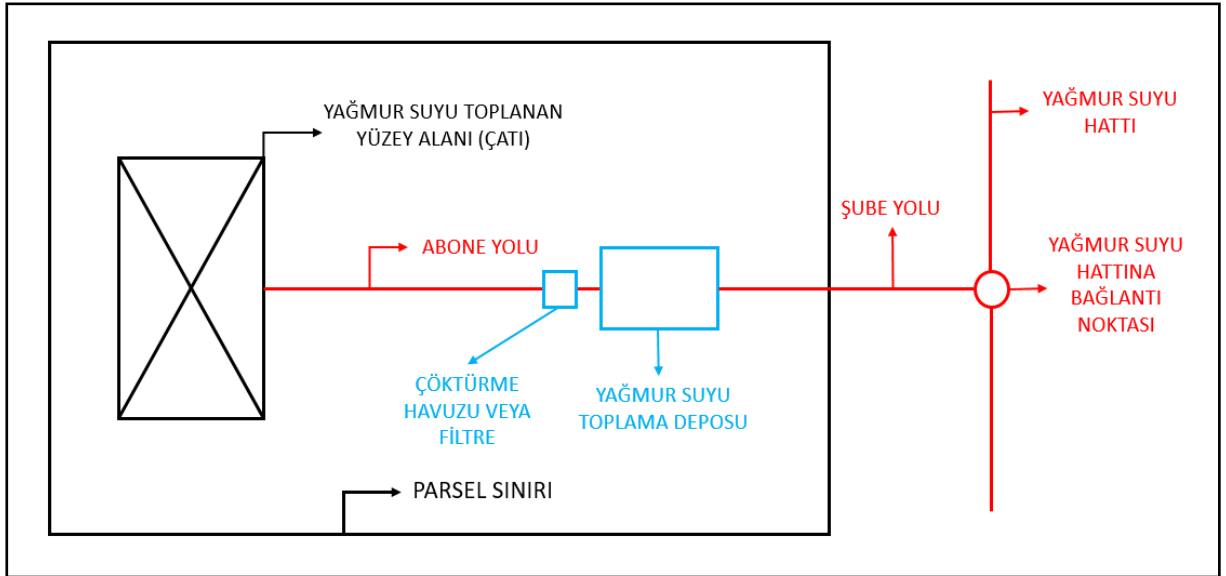 YAĞMUR SUYU TOPLANAN
YÜZEY ALANI (ÇATI)
YAĞMUR SUYU
HATTI
ŞUBE YOLU
ABONE YOLU
YAĞMUR SUYU
HATTINA
BAĞLANTI
NOKTASI
ÇÖKTÜRME
HAVUZU VEYA
FİLTRE
YAĞMUR SUYU
TOPLAMA DEPOSU
PARSEL SINIRI